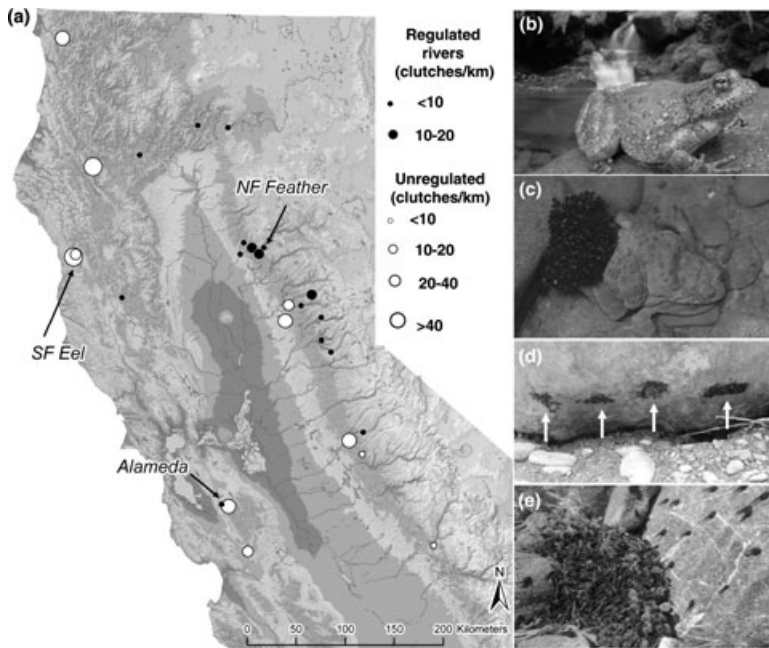 (a)
Regulated
rivers
(clutches/km)
<10
10-20
Unregulated
(clutches/km)
<10
10-20
20-40
>40
NF Feather
SF Eel
Alameda
N
0 50 100 150 200 Kilometers
(b)
(c)
(d)
(e)